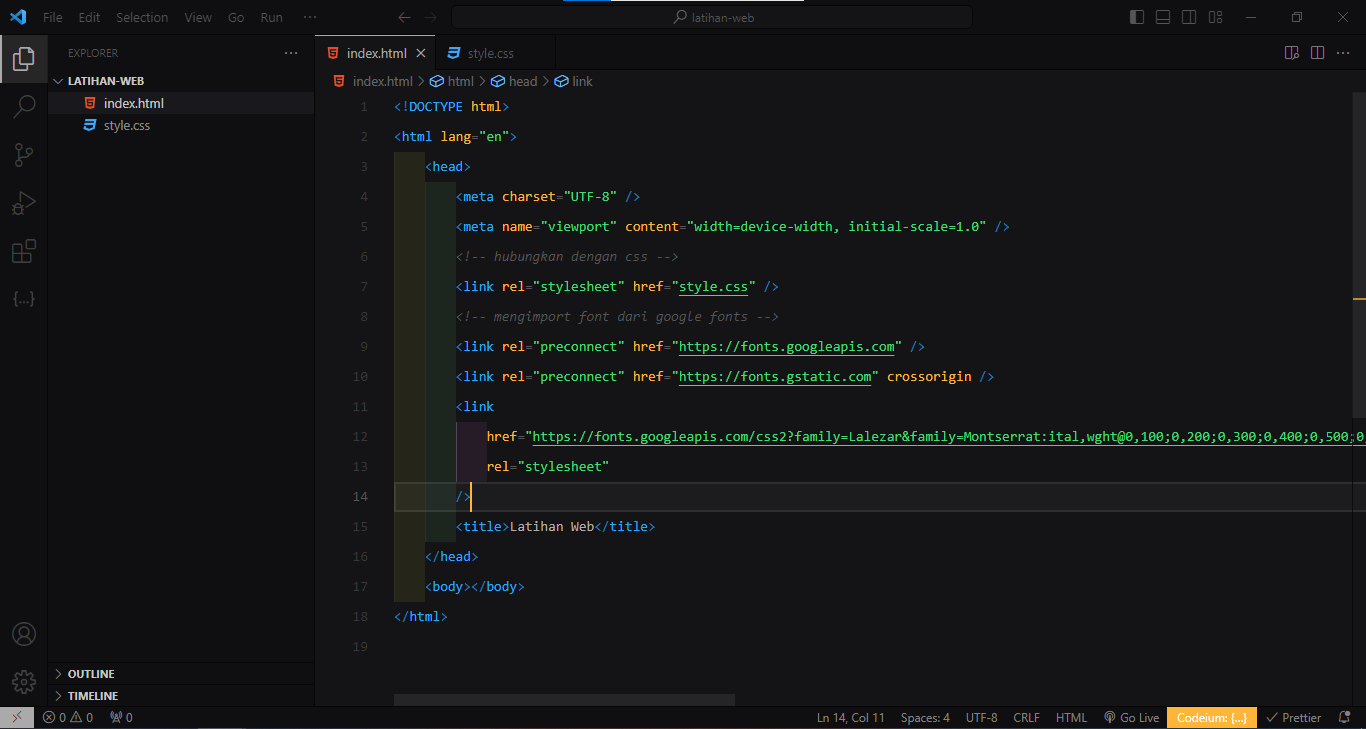 File Edit Selection View Go Run ···
latihan-web
EXPLORER ···
LATIHAN-WEB
index.html
style.css
OUTLINE
TIMELINE
index.html style.css
index.html > html > head > link
1 <!DOCTYPE html>
2 <html lang="en">
3 <head>
4 <meta charset="UTF-8" />
5 <meta name="viewport" content="width=device-width, initial-scale=1.0" />
6 <!-- hubungkan dengan css -->
7 <link rel="stylesheet" href="style.css" />
8 <!-- mengimport font dari google fonts -->
9 <link rel="preconnect" href="https://fonts.googleapis.com" />
10 <link rel="preconnect" href="https://fonts.gstatic.com" crossorigin />
11 <link
12 href="https://fonts.googleapis.com/css2?family=Lalezar&family=Montserrat:ital,wght@0,100;0,200;0,300;0,400;0,500;0
13 rel="stylesheet"
14 />
15 <title>Latihan Web</title>
16 </head>
17 <body></body>
18 </html>
19
0 0 0 Ln 14, Col 11 Spaces: 4 UTF-8 CRLF HTML Go Live Codeium: {...} Prettier